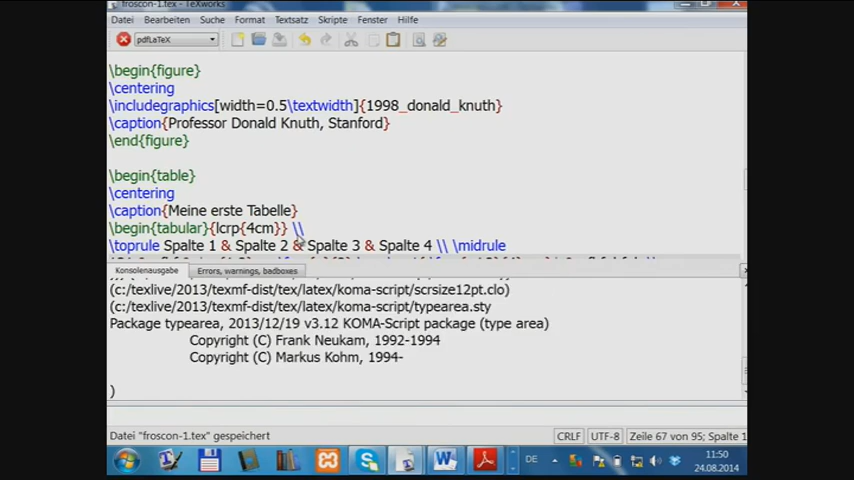 froscon-1.tex - TeXworks
Datei Bearbeiten Suche Format Textsatz Skripte Fenster Hilfe
pdfLaTeX
\begin{figure}
\centering
\includegraphics[width=0.5\textwidth]{1998_donald_knuth}
\caption{Professor Donald Knuth, Stanford}
\end{figure}
\begin{table}
\centering
\caption{Meine erste Tabelle}
\begin{tabular}{lcrp{4cm}} \\
\toprule Spalte 1 & Spalte 2 & Spalte 3 & Spalte 4 \\ \midrule
Konsolenausgabe Errors, warnings, badboxes
(c:/texlive/2013/texmf-dist/tex/latex/koma-script/scrsize12pt.clo)
(c:/texlive/2013/texmf-dist/tex/latex/koma-script/typearea.sty
Package typearea, 2013/12/19 v3.12 KOMA-Script package (type area)
Copyright (C) Frank Neukam, 1992-1994
Copyright (C) Markus Kohm, 1994-
)
Datei "froscon-1.tex" gespeichert CRLF UTF-8 Zeile 67 von 95; Spalte 1
DE 11:50
24.08.2014